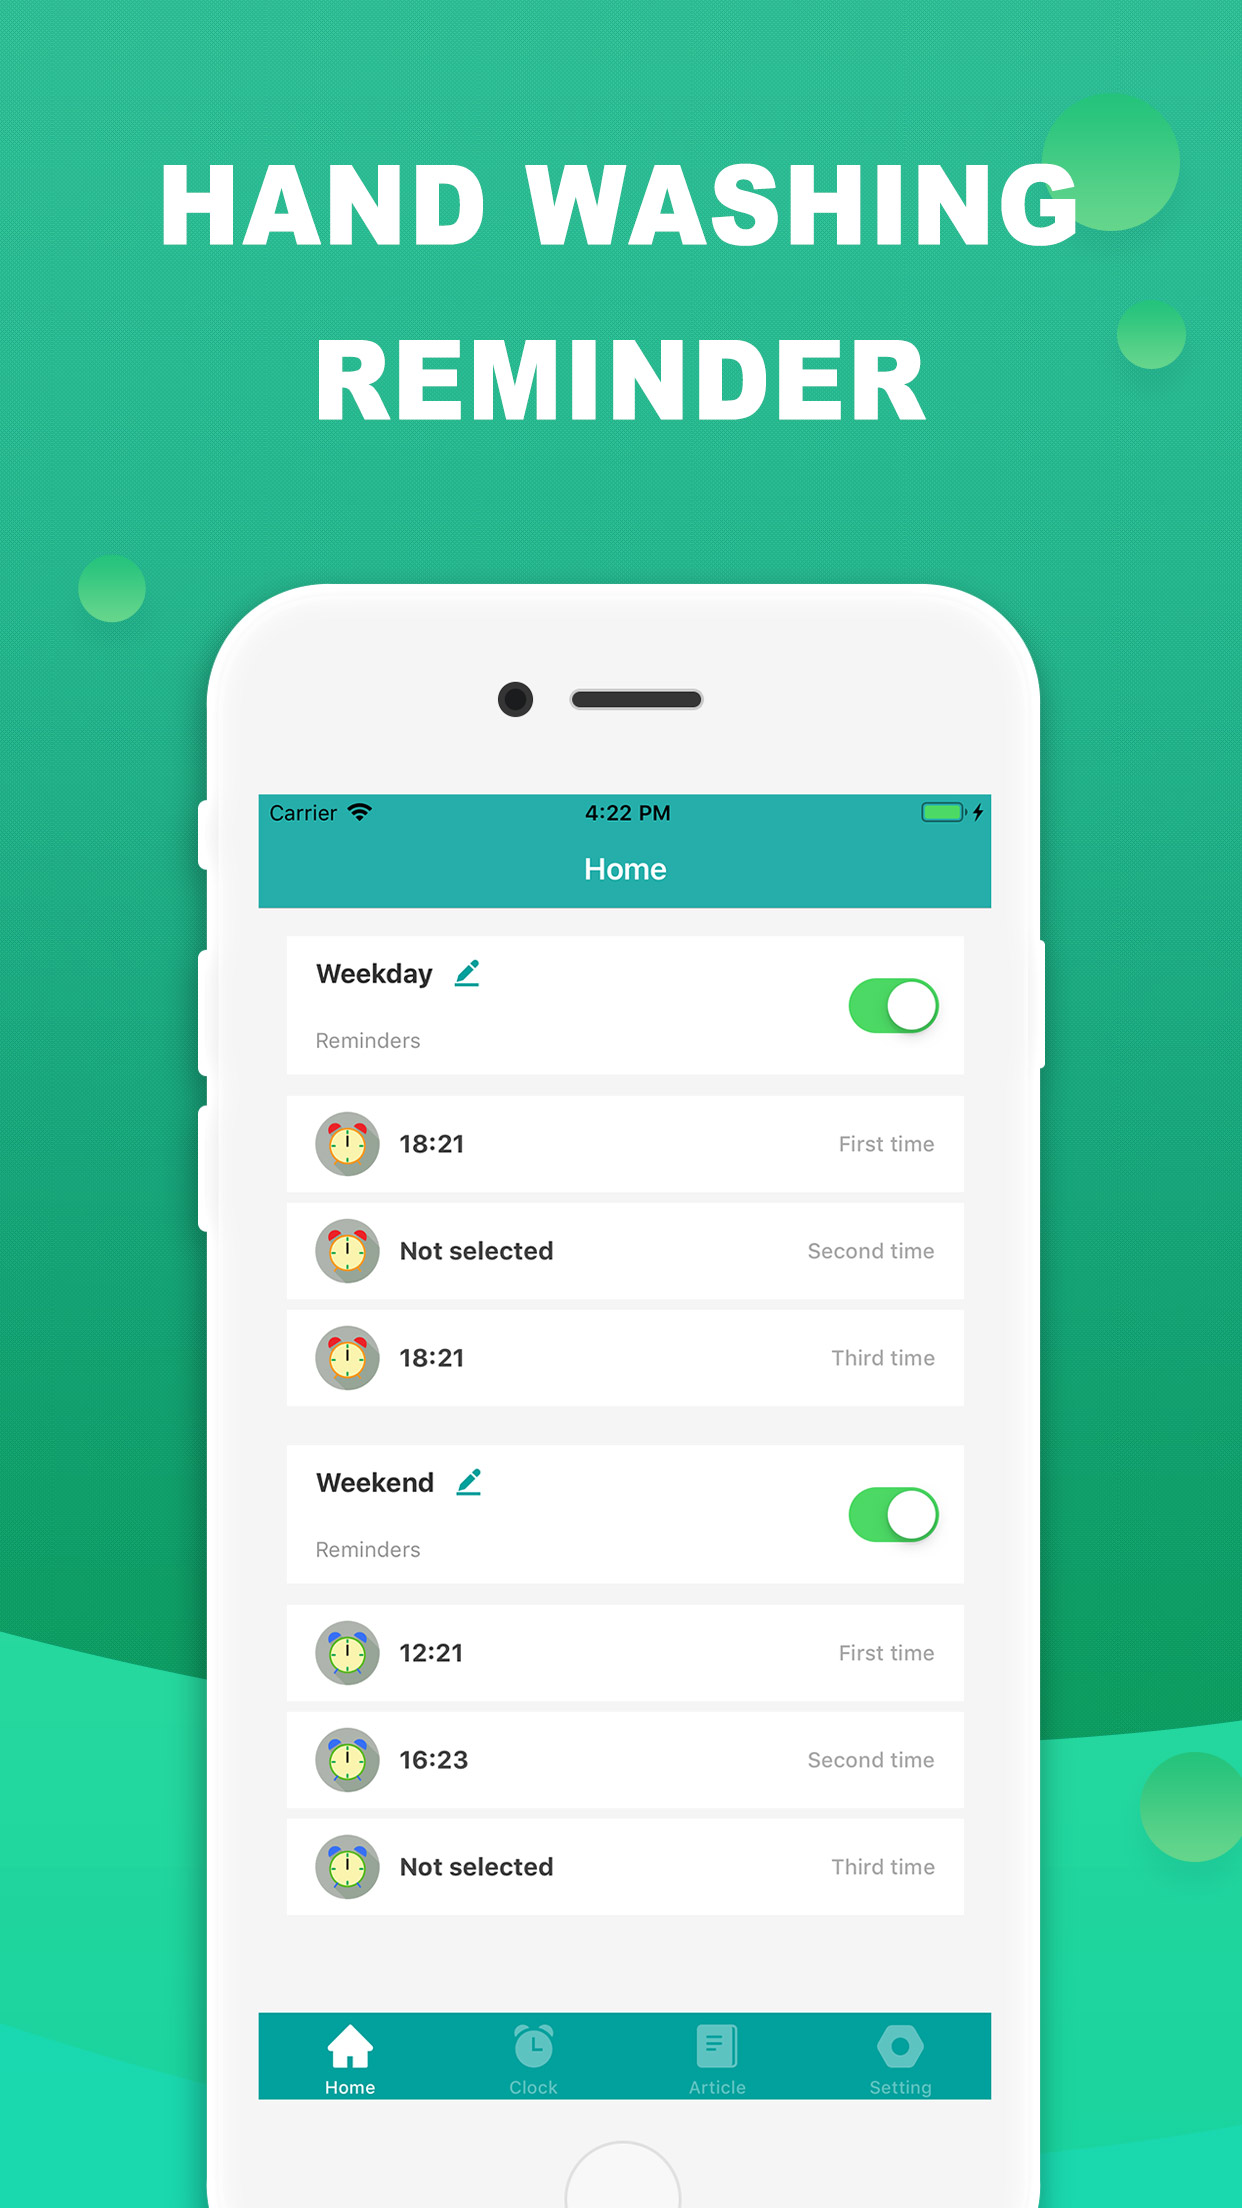 HAND WASHING
REMINDER
Carrier 4:22 PM
Home
Weekday
Reminders
18:21 First time
Not selected Second time
18:21 Third time
Weekend
Reminders
12:21 First time
16:23 Second time
Not selected Third time
Home Clock Article Setting